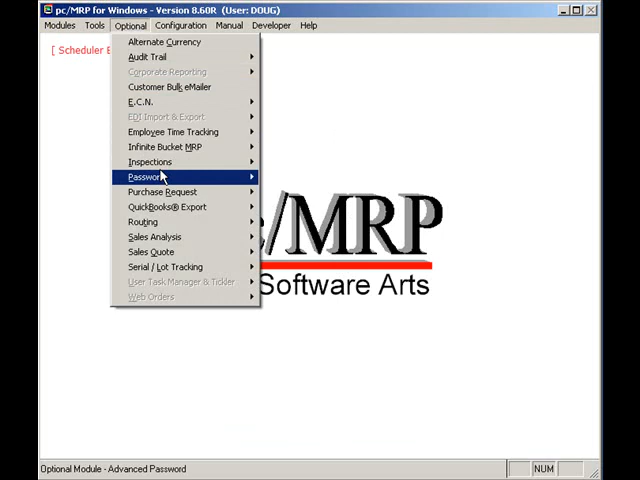 pc/MRP for Windows - Version 8.60R (User: DOUG)
Modules Tools Optional Configuration Manual Developer Help
[ Scheduler
Alternate Currency
Audit Trail
Corporate Reporting
Customer Bulk eMailer
E.C.N.
EDI Import & Export
Employee Time Tracking
Infinite Bucket MRP
Inspections
Password
Purchase Request
QuickBooks® Export
Routing
Sales Analysis
Sales Quote
Serial / Lot Tracking
User Task Manager & Tickler
Web Orders
/MRP
Software Arts
Optional Module - Advanced Password NUM